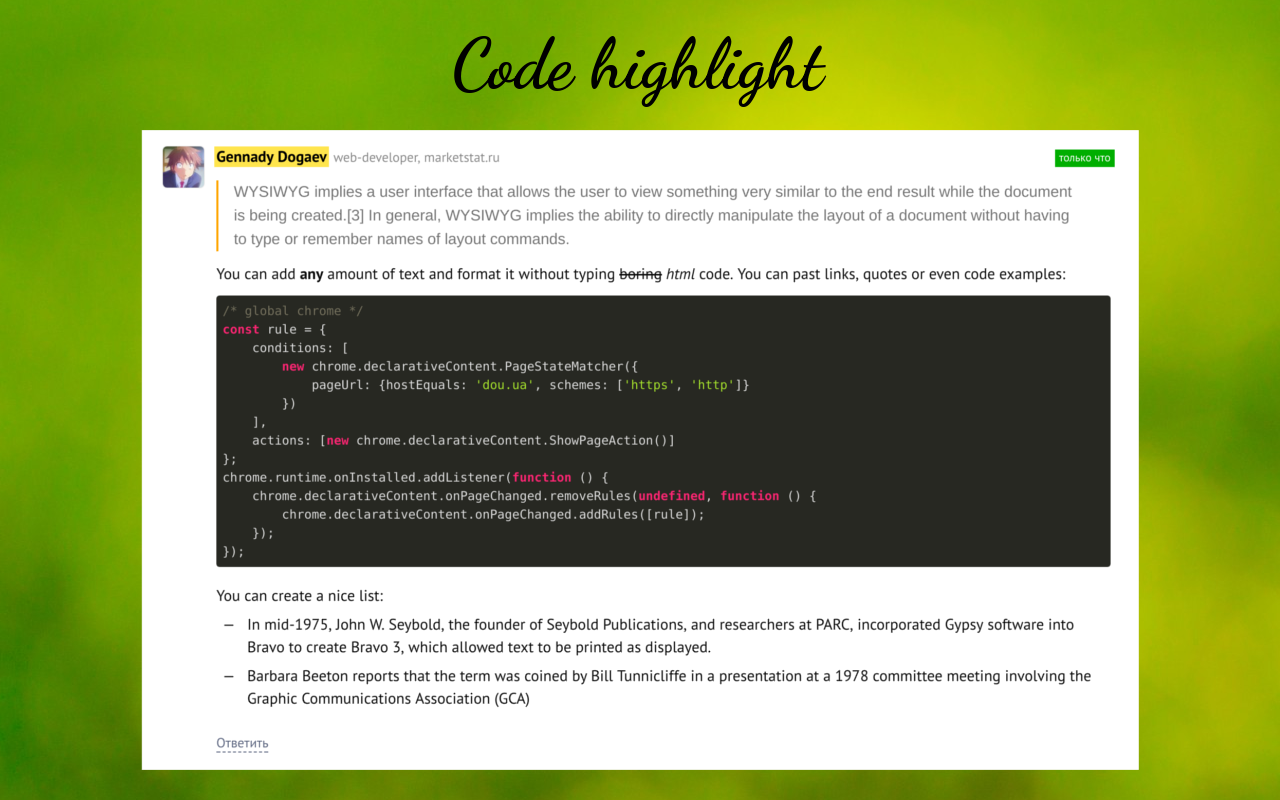 Code highlight
Gennady Dogaev web-developer, marketstat.ru
только что
WYSIWYG implies a user interface that allows the user to view something very similar to the end result while the document
is being created.[3] In general, WYSIWYG implies the ability to directly manipulate the layout of a document without having
to type or remember names of layout commands.
You can add any amount of text and format it without typing boring html code. You can past links, quotes or even code examples:
/* global chrome */
const rule = {
    conditions: [
        new chrome.declarativeContent.PageStateMatcher({
            pageUrl: {hostEquals: 'dou.ua', schemes: ['https', 'http']}
        })
    ],
    actions: [new chrome.declarativeContent.ShowPageAction()]
};
chrome.runtime.onInstalled.addListener(function () {
    chrome.declarativeContent.onPageChanged.removeRules(undefined, function () {
        chrome.declarativeContent.onPageChanged.addRules([rule]);
    });
});
You can create a nice list:
— In mid-1975, John W. Seybold, the founder of Seybold Publications, and researchers at PARC, incorporated Gypsy software into
Bravo to create Bravo 3, which allowed text to be printed as displayed.
— Barbara Beeton reports that the term was coined by Bill Tunnicliffe in a presentation at a 1978 committee meeting involving the
Graphic Communications Association (GCA)
Ответить